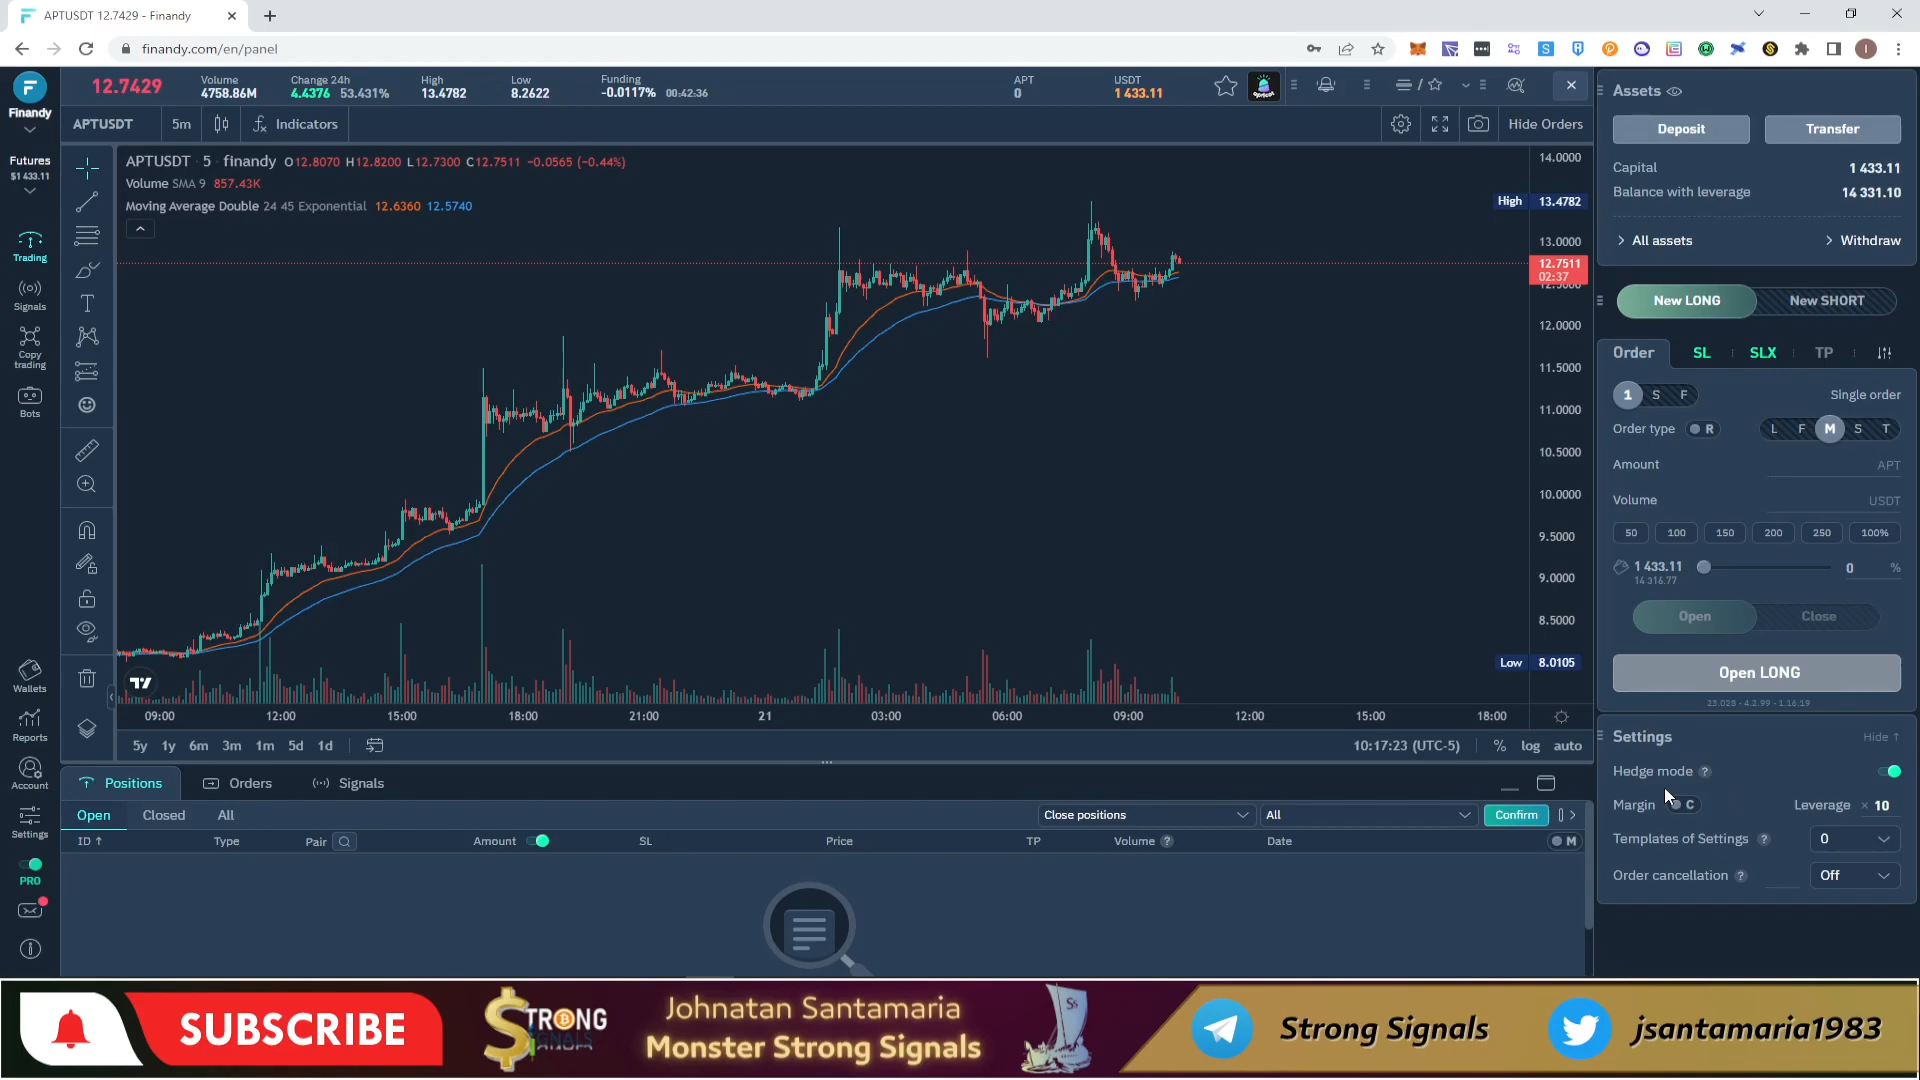 APTUSDT 12.7429 - Finandy
finandy.com/en/panel
Finandy
Futures
$1 433.11
Trading
Signals
Copy
trading
Bots
Wallets
Reports
Account
Settings
PRO
12.7429
Volume
4758.86M
Change 24h
4.4376 53.431%
High
13.4782
Low
8.2622
Funding
-0.0117% 00:42:36
APT
0
USDT
1 433.11
APTUSDT 5m Indicators Hide Orders
APTUSDT · 5 · finandy O12.8070 H12.8200 L12.7300 C12.7511 -0.0565 (-0.44%)
Volume SMA 9 857.43K
Moving Average Double 24 45 Exponential 12.6360 12.5740
14.0000
High 13.4782
13.0000
12.7511
02:37
12.5000
12.0000
11.5000
11.0000
10.5000
10.0000
9.5000
9.0000
8.5000
Low 8.0105
09:00 12:00 15:00 18:00 21:00 21 03:00 06:00 09:00 12:00 15:00 18:00
5y 1y 6m 3m 1m 5d 1d 10:17:23 (UTC-5) % log auto
Positions Orders Signals
Open Closed All Close positions All Confirm
ID ↑ Type Pair Amount SL Price TP Volume ? Date M
Assets
Deposit Transfer
Capital 1 433.11
Balance with leverage 14 331.10
All assets Withdraw
New LONG New SHORT
Order SL SLX TP
1 S F Single order
Order type R L F M S T
Amount APT
Volume USDT
50 100 150 200 250 100%
1 433.11 0 %
14 316.77
Open Close
Open LONG
23.028 - 4.2.99 - 1.16.19
Settings Hide ↑
Hedge mode ?
Margin C Leverage × 10
Templates of Settings ? 0
Order cancellation ? Off
SUBSCRIBE
STRONG
SIGNALS
Johnatan Santamaria
Monster Strong Signals
Ss
Strong Signals
jsantamaria1983